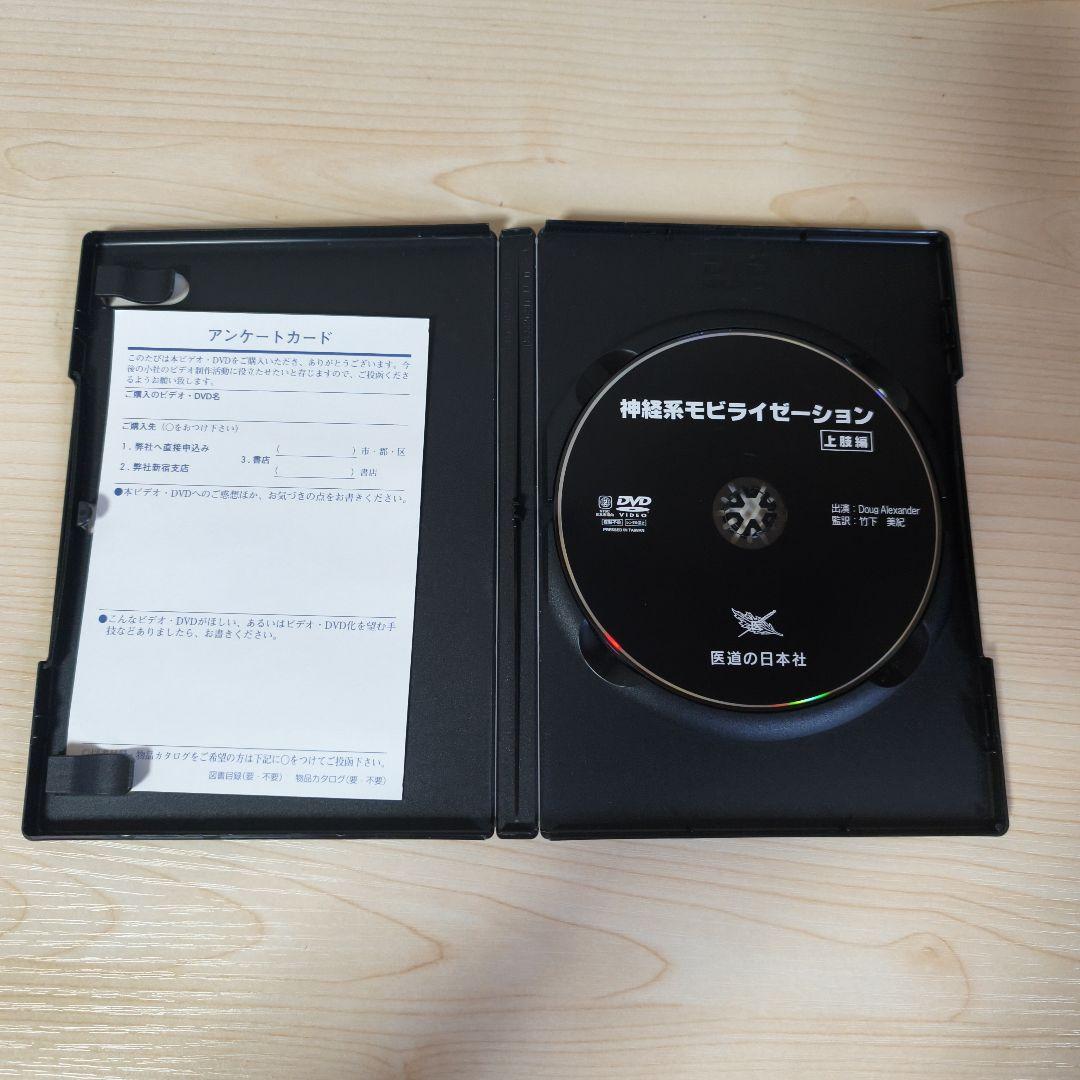 アンケートカード
このたびは本ビデオ・DVDをご購入いただき、ありがとうございます。今
後の小社のビデオ制作活動に役立たせたいと存じますので、ご投函くださ
るようお願い致します。
ご購入のビデオ・DVD名
ご購入先（○をおつけ下さい）
1．弊社へ直接申込み
2．弊社新宿支店
3．書店
（　　　　　）市・郡・区
（　　　　　）書店
●本ビデオ・DVDへのご感想ほか、お気づきの点をお書きください。
●こんなビデオ・DVDがほしい、あるいはビデオ・DVD化を望む手
技などありましたら、お書きください。
物品カタログをご希望の方は下記に○をつけてご投函下さい。
図書目録（要・不要）　物品カタログ（要・不要）
神経系モビライゼーション
上肢編
DVD
VIDEO
複製不能
PRESSED IN TAIWAN
出演：Doug Alexander
監訳：竹下　美紀
医道の日本社